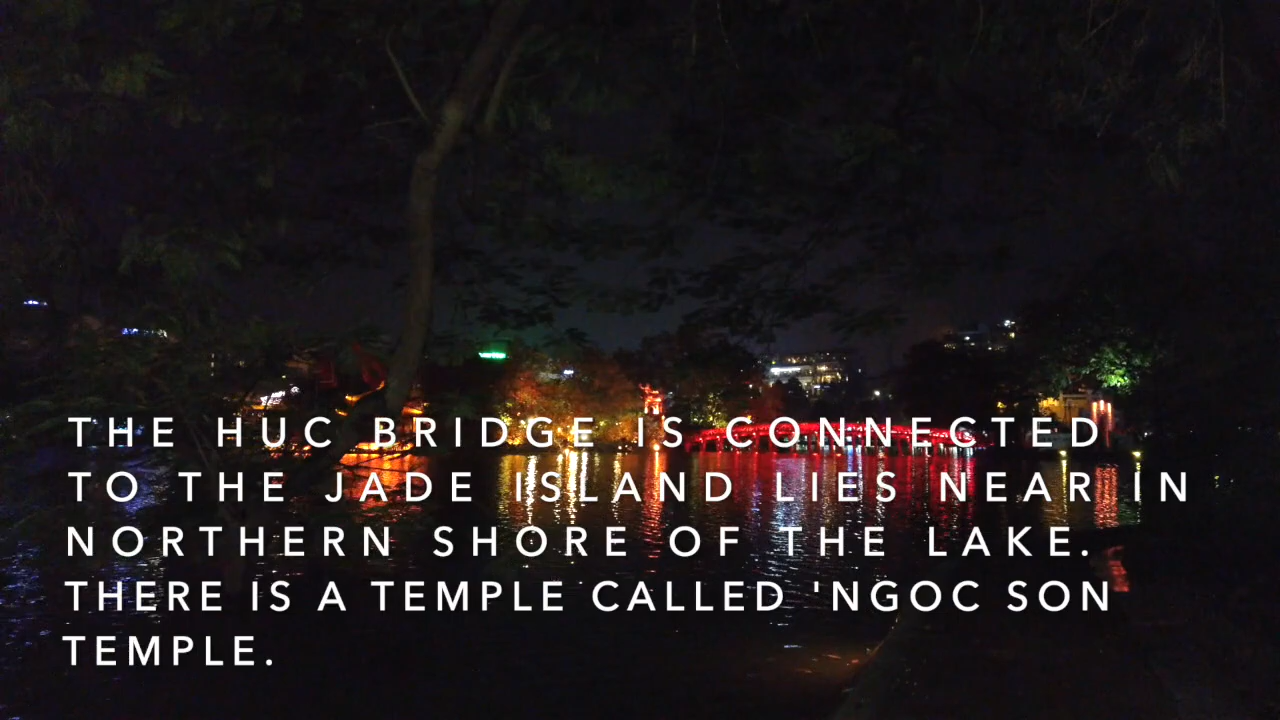 THE HUC BRIDGE IS CONNECTED
TO THE JADE ISLAND LIES NEAR IN
NORTHERN SHORE OF THE LAKE.
THERE IS A TEMPLE CALLED 'NGOC SON
TEMPLE.